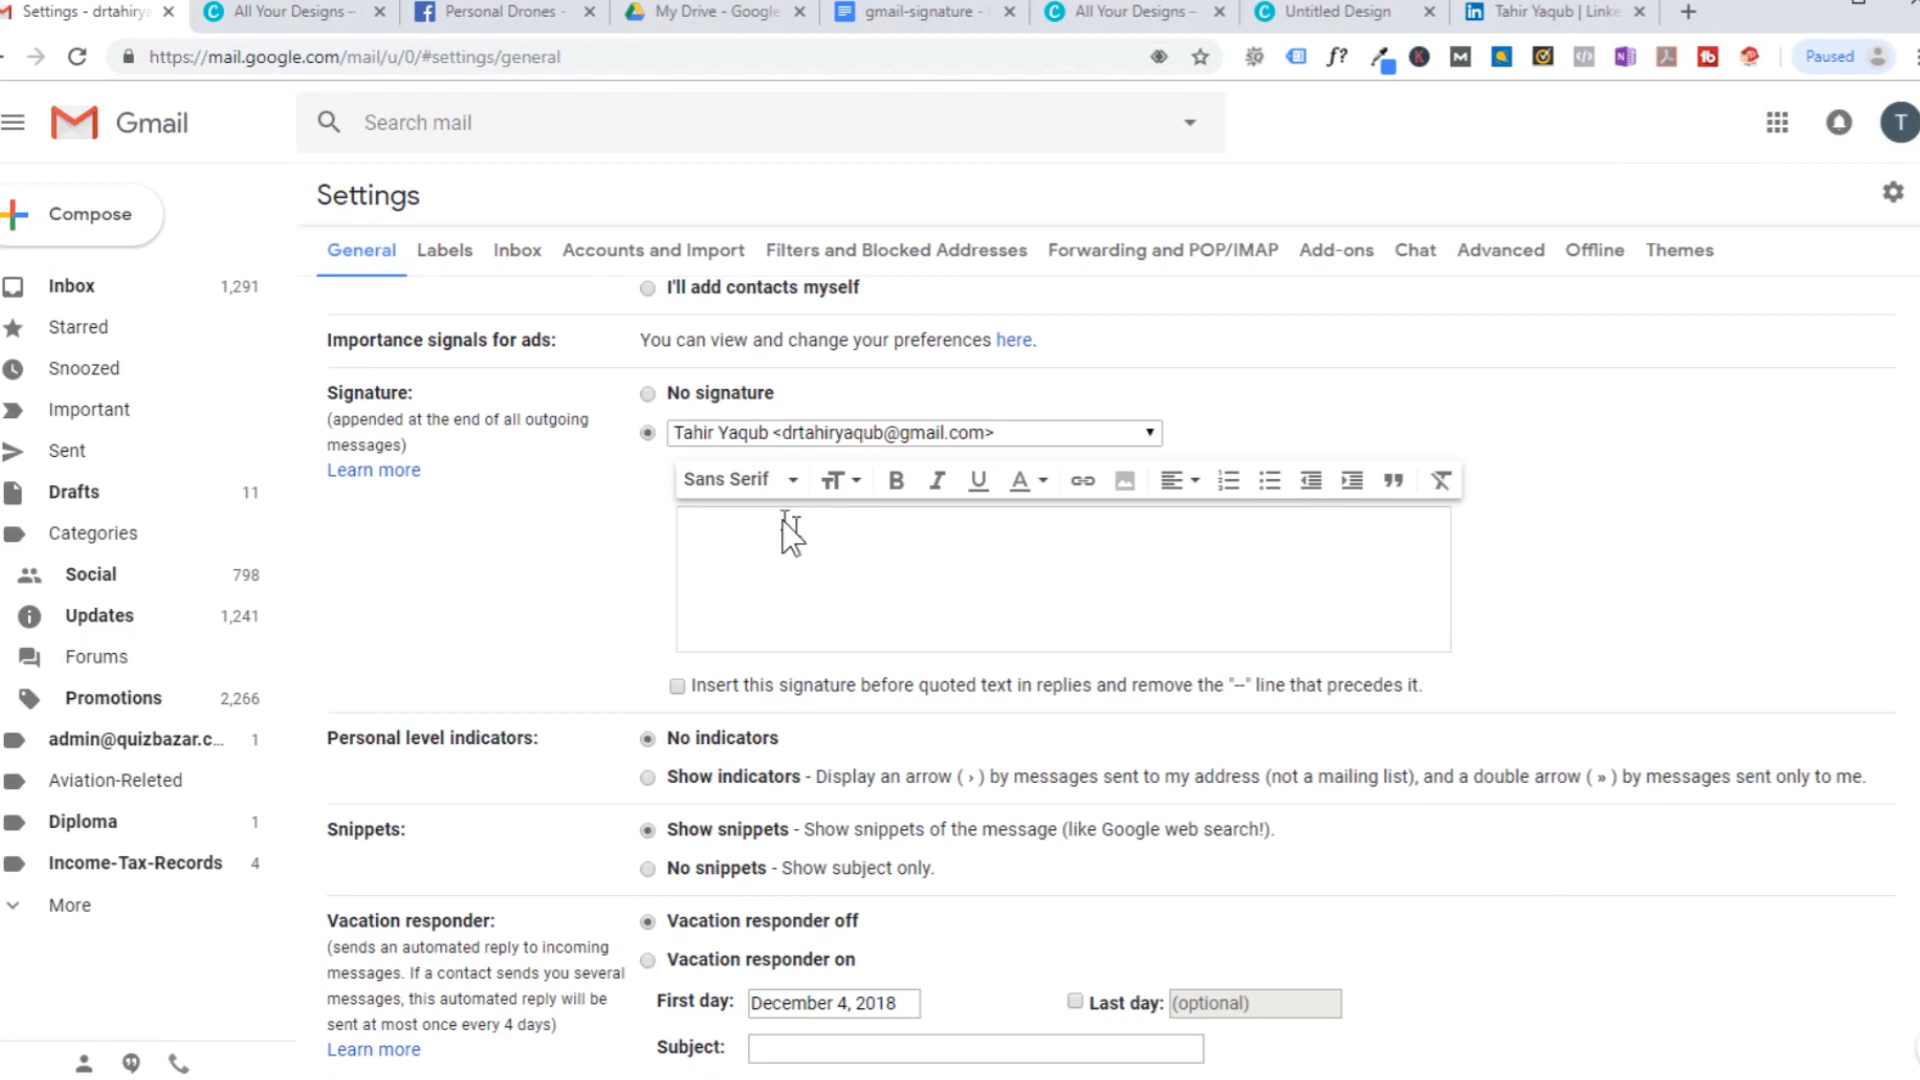 Settings - drtahirya
All Your Designs –
Personal Drones -
My Drive - Google
gmail-signature -
All Your Designs –
Untitled Design
Tahir Yaqub | Linke
https://mail.google.com/mail/u/0/#settings/general
Paused
Gmail
Search mail
T
Settings
Compose
General Labels Inbox Accounts and Import Filters and Blocked Addresses Forwarding and POP/IMAP Add-ons Chat Advanced Offline Themes
Inbox 1,291
Starred
Snoozed
Important
Sent
Drafts 11
Categories
Social 798
Updates 1,241
Forums
Promotions 2,266
admin@quizbazar.c... 1
Aviation-Releted
Diploma 1
Income-Tax-Records 4
More
I'll add contacts myself
Importance signals for ads: You can view and change your preferences here.
Signature:
(appended at the end of all outgoing
messages)
Learn more
No signature
Tahir Yaqub <drtahiryaqub@gmail.com>
Sans Serif
Insert this signature before quoted text in replies and remove the "--" line that precedes it.
Personal level indicators: No indicators
Show indicators - Display an arrow ( › ) by messages sent to my address (not a mailing list), and a double arrow ( » ) by messages sent only to me.
Snippets: Show snippets - Show snippets of the message (like Google web search!).
No snippets - Show subject only.
Vacation responder:
(sends an automated reply to incoming
messages. If a contact sends you several
messages, this automated reply will be
sent at most once every 4 days)
Learn more
Vacation responder off
Vacation responder on
First day: December 4, 2018 Last day: (optional)
Subject: